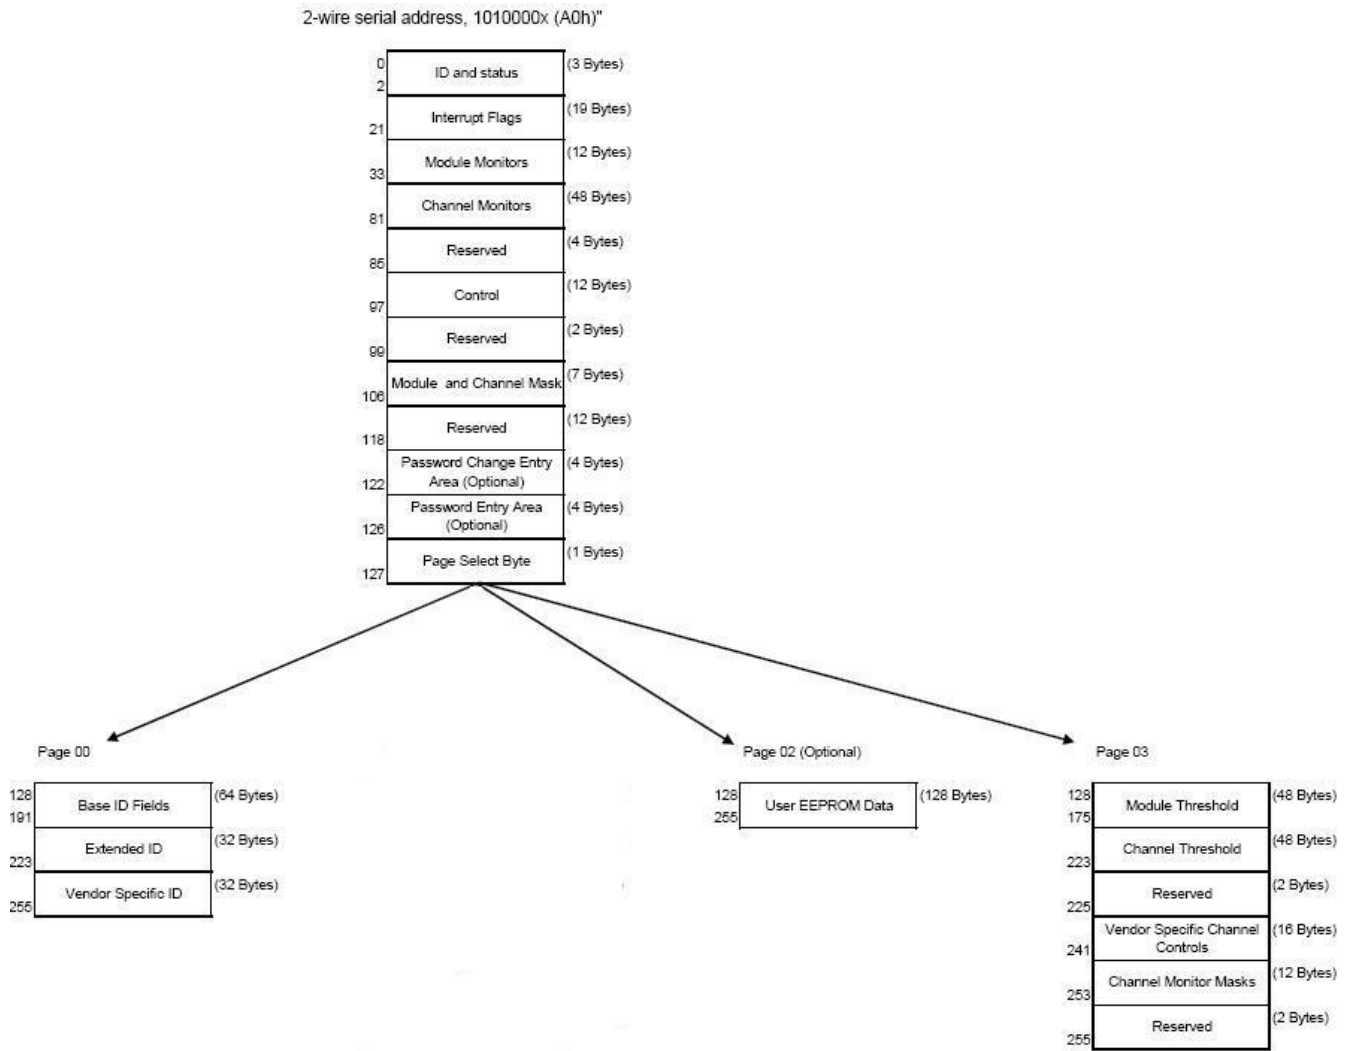 2-wire serial address, 1010000x (A0h)"
0
2
ID and status
(3 Bytes)
21
Interrupt Flags
(19 Bytes)
33
Module Monitors
(12 Bytes)
81
Channel Monitors
(48 Bytes)
85
Reserved
(4 Bytes)
97
Control
(12 Bytes)
99
Reserved
(2 Bytes)
106
Module and Channel Mask
(7 Bytes)
118
Reserved
(12 Bytes)
122
Password Change Entry
Area (Optional)
(4 Bytes)
126
Password Entry Area
(Optional)
(4 Bytes)
127
Page Select Byte
(1 Bytes)
Page 00
128
191
Base ID Fields
(64 Bytes)
223
Extended ID
(32 Bytes)
255
Vendor Specific ID
(32 Bytes)
Page 02 (Optional)
128
255
User EEPROM Data
(128 Bytes)
Page 03
128
175
Module Threshold
(48 Bytes)
223
Channel Threshold
(48 Bytes)
225
Reserved
(2 Bytes)
241
Vendor Specific Channel
Controls
(16 Bytes)
253
Channel Monitor Masks
(12 Bytes)
255
Reserved
(2 Bytes)